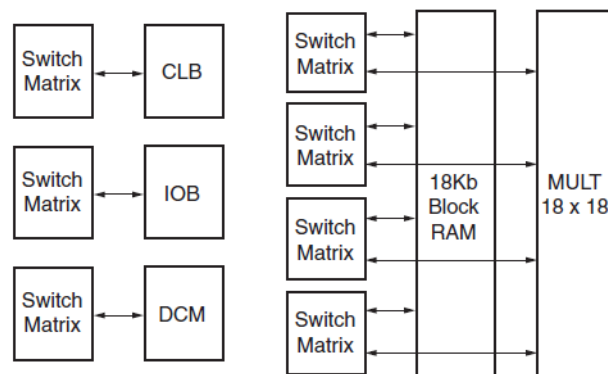 Switch
Matrix
CLB
Switch
Matrix
IOB
Switch
Matrix
DCM
Switch
Matrix
Switch
Matrix
Switch
Matrix
Switch
Matrix
18Kb
Block
RAM
MULT
18 x 18